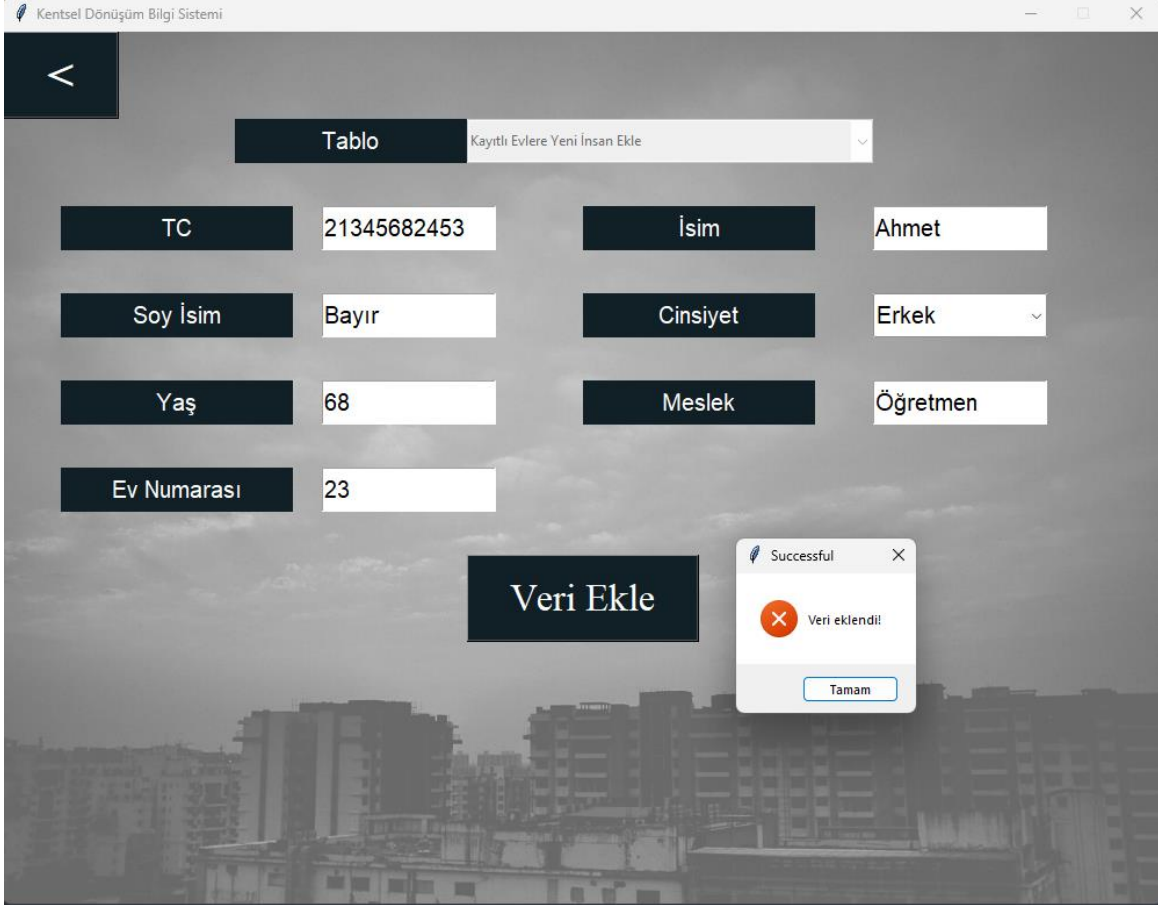 Kentsel Dönüşüm Bilgi Sistemi
<
Tablo
Kayıtlı Evlere Yeni İnsan Ekle
TC
21345682453
İsim
Ahmet
Soy İsim
Bayır
Cinsiyet
Erkek
Yaş
68
Meslek
Öğretmen
Ev Numarası
23
Veri Ekle
Successful
Veri eklendi!
Tamam